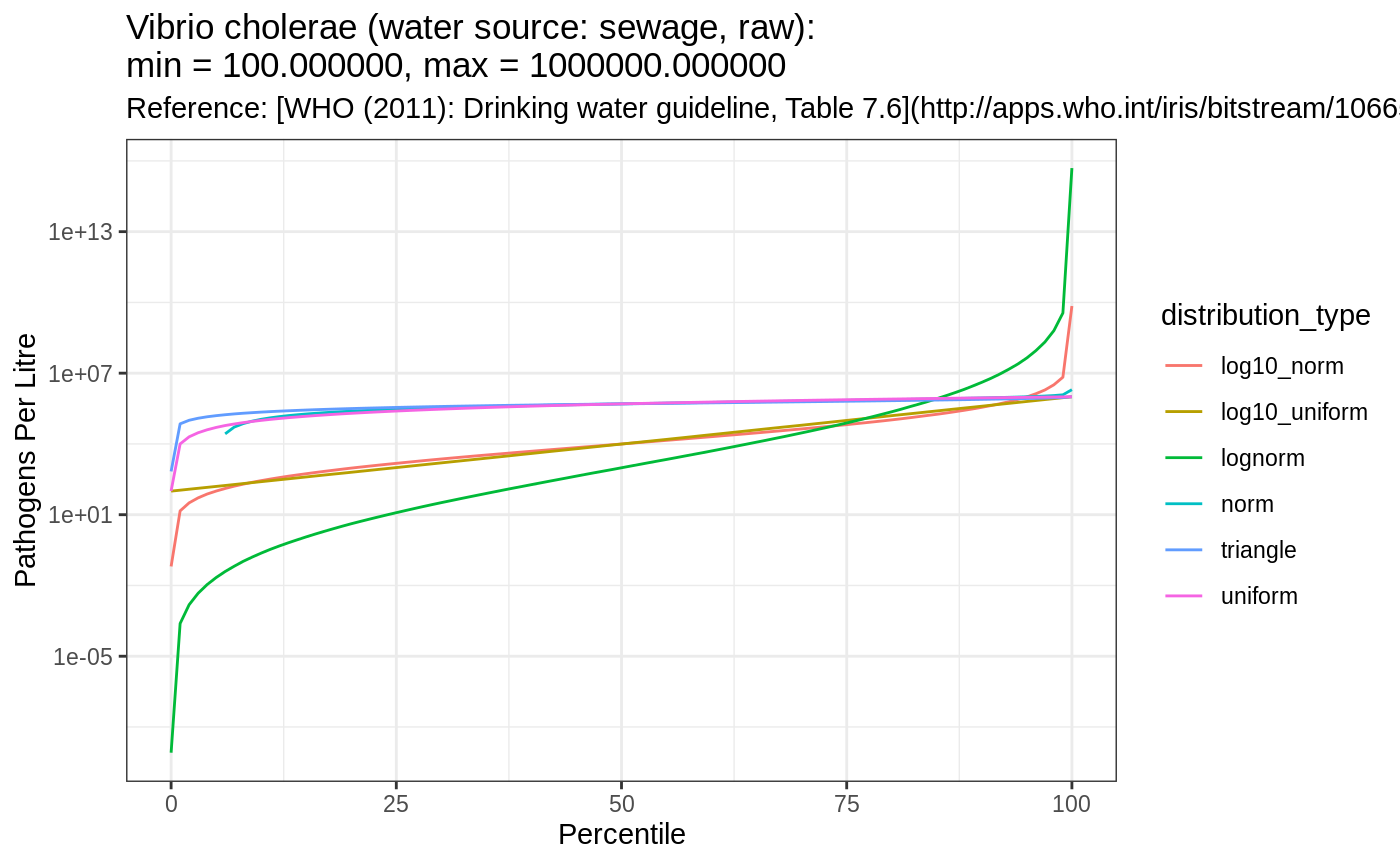 Vibrio cholerae (water source: sewage, raw):
min = 100.000000, max = 1000000.000000
Reference: [WHO (2011): Drinking water guideline, Table 7.6](http://apps.who.int/iris/bitstream/1066
Pathogens Per Litre
1e+13
1e+07
1e+01
1e-05
0 25 50 75 100
Percentile
distribution_type
log10_norm
log10_uniform
lognorm
norm
triangle
uniform